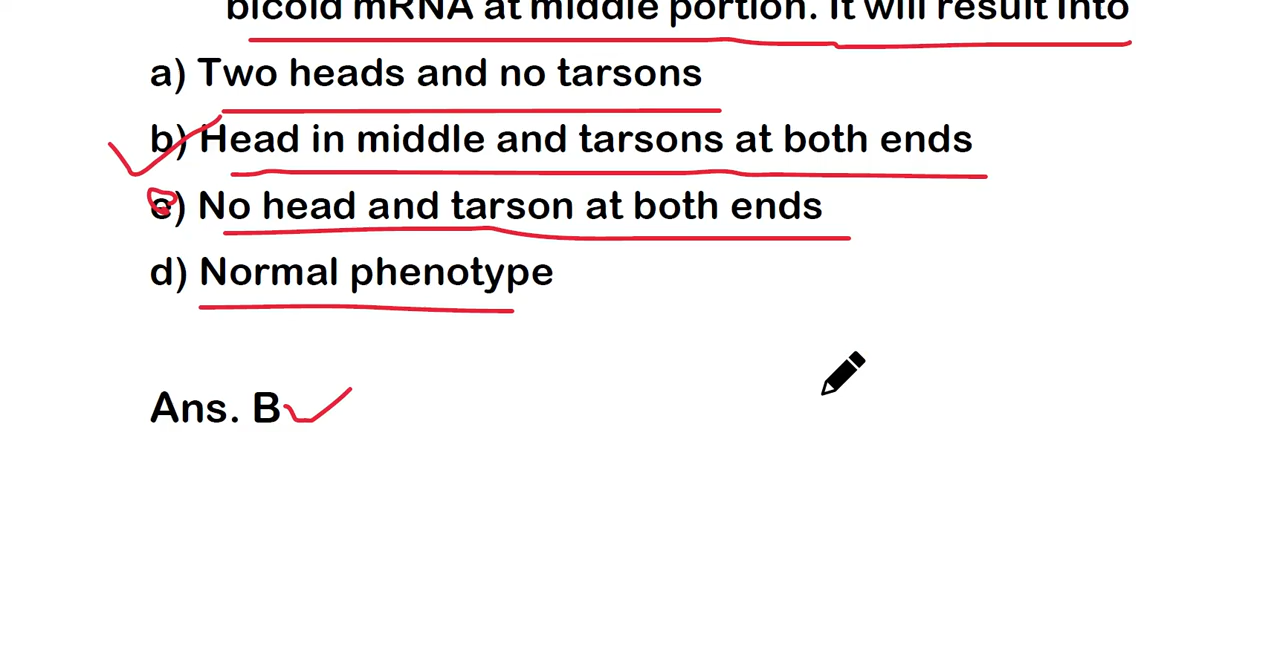 bicoid mRNA at middle portion. It will result into
a) Two heads and no tarsons
b) Head in middle and tarsons at both ends
c) No head and tarson at both ends
d) Normal phenotype
Ans. B